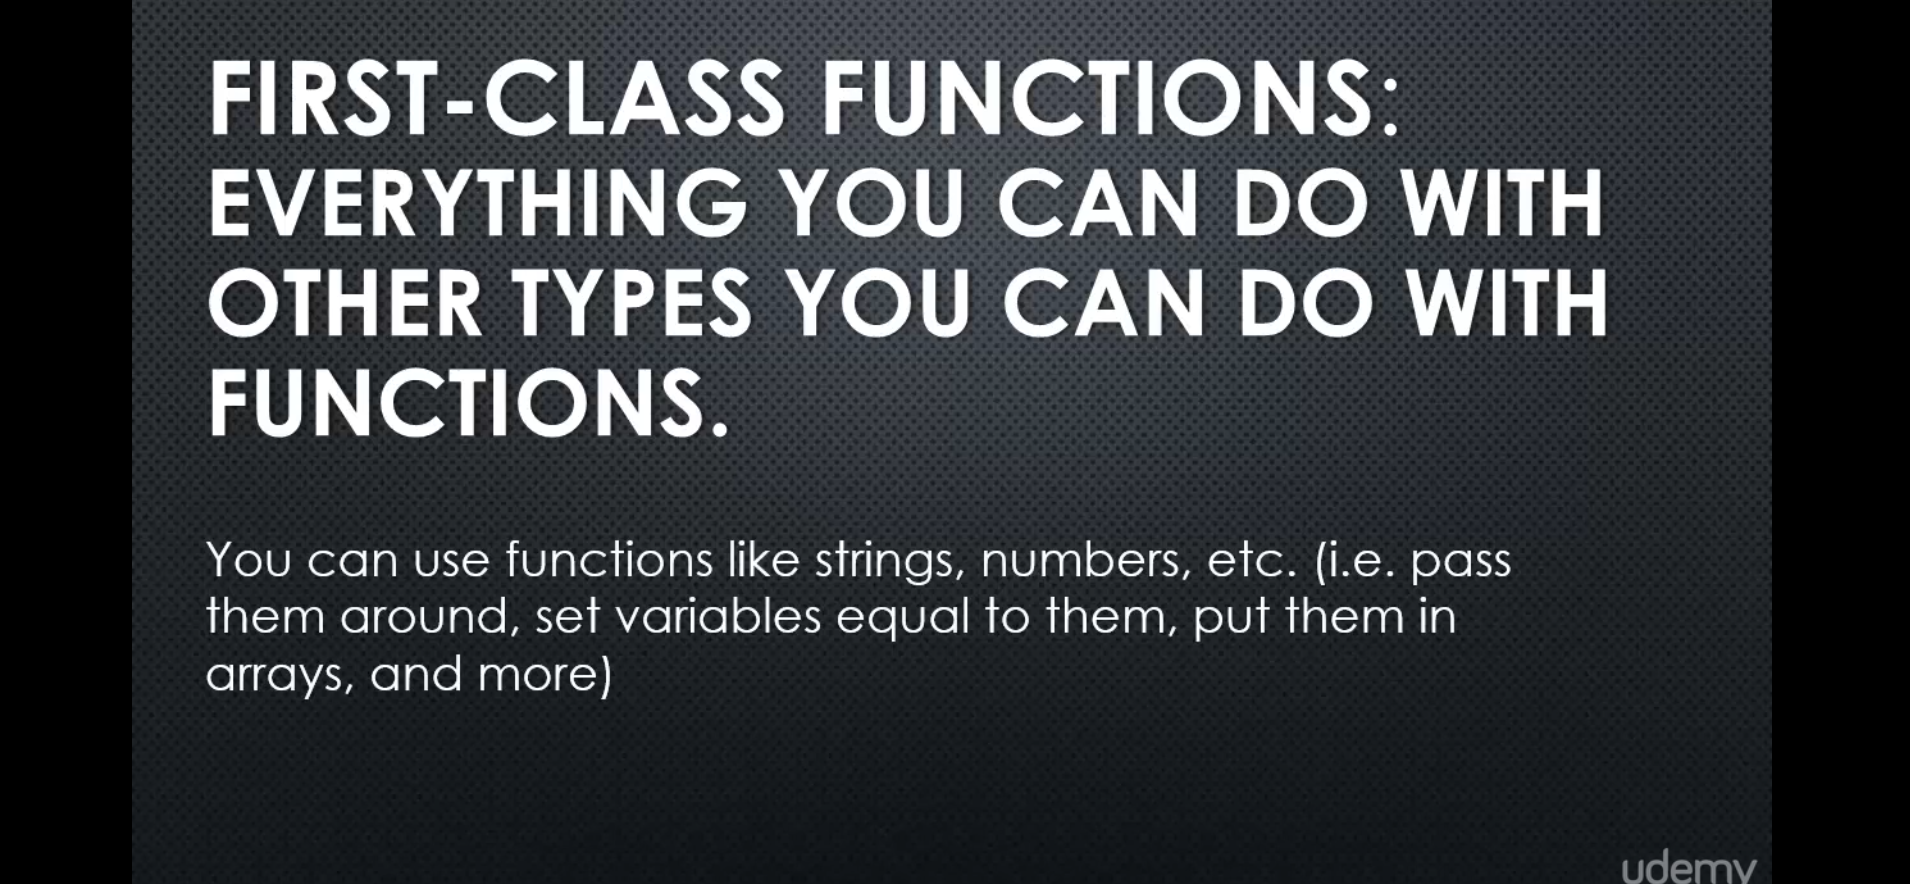 FIRST-CLASS FUNCTIONS:
EVERYTHING YOU CAN DO WITH
OTHER TYPES YOU CAN DO WITH
FUNCTIONS.
You can use functions like strings, numbers, etc. (i.e. pass
them around, set variables equal to them, put them in
arrays, and more)
udemy